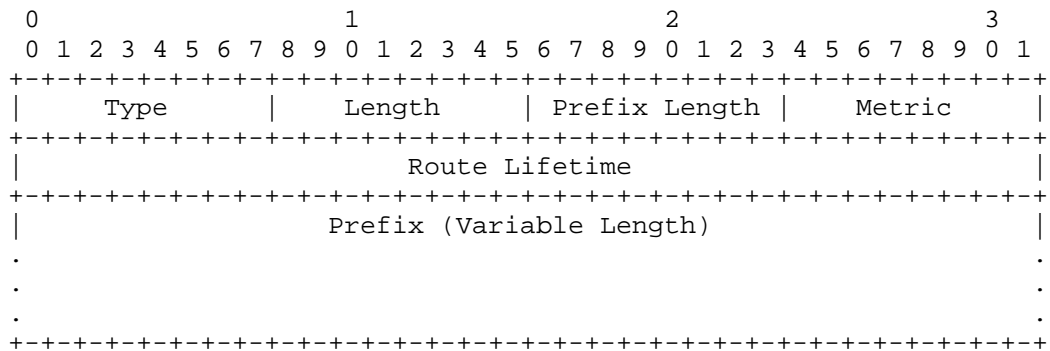 0                   1                   2                   3
 0 1 2 3 4 5 6 7 8 9 0 1 2 3 4 5 6 7 8 9 0 1 2 3 4 5 6 7 8 9 0 1
+-+-+-+-+-+-+-+-+-+-+-+-+-+-+-+-+-+-+-+-+-+-+-+-+-+-+-+-+-+-+-+-+
|     Type      |    Length     | Prefix Length |    Metric     |
+-+-+-+-+-+-+-+-+-+-+-+-+-+-+-+-+-+-+-+-+-+-+-+-+-+-+-+-+-+-+-+-+
|                        Route Lifetime                         |
+-+-+-+-+-+-+-+-+-+-+-+-+-+-+-+-+-+-+-+-+-+-+-+-+-+-+-+-+-+-+-+-+
|                   Prefix (Variable Length)                    |
.                                                               .
.                                                               .
.                                                               .
+-+-+-+-+-+-+-+-+-+-+-+-+-+-+-+-+-+-+-+-+-+-+-+-+-+-+-+-+-+-+-+-+